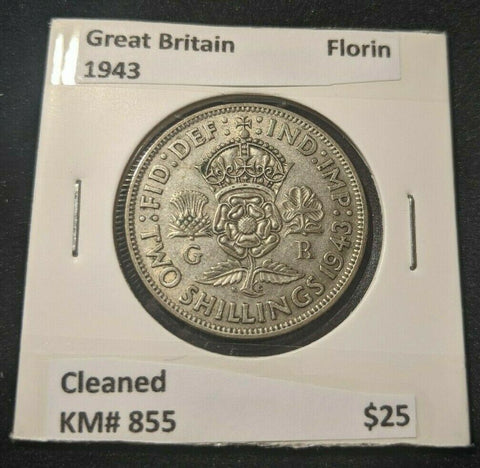 Great Britain Florin
1943
FID: DEF: IND: IMP: 1943
G R
TWO SHILLINGS
Cleaned
KM# 855 $25